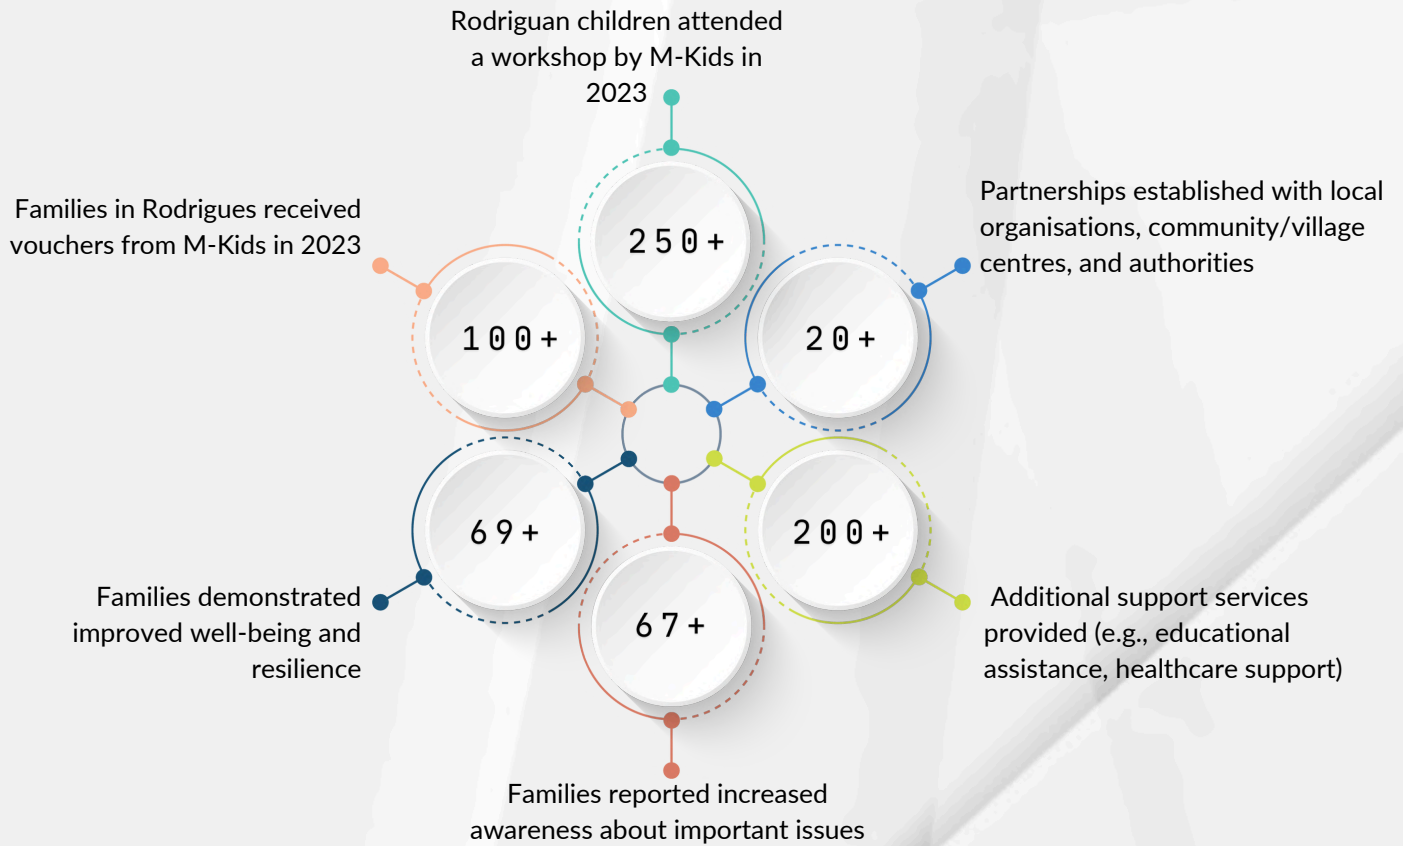 Rodriguan children attended
a workshop by M-Kids in
2023
250+
Partnerships established with local
organisations, community/village
centres, and authorities
20+
Additional support services
provided (e.g., educational
assistance, healthcare support)
200+
Families reported increased
awareness about important issues
67+
Families demonstrated
improved well-being and
resilience
69+
Families in Rodrigues received
vouchers from M-Kids in 2023
100+